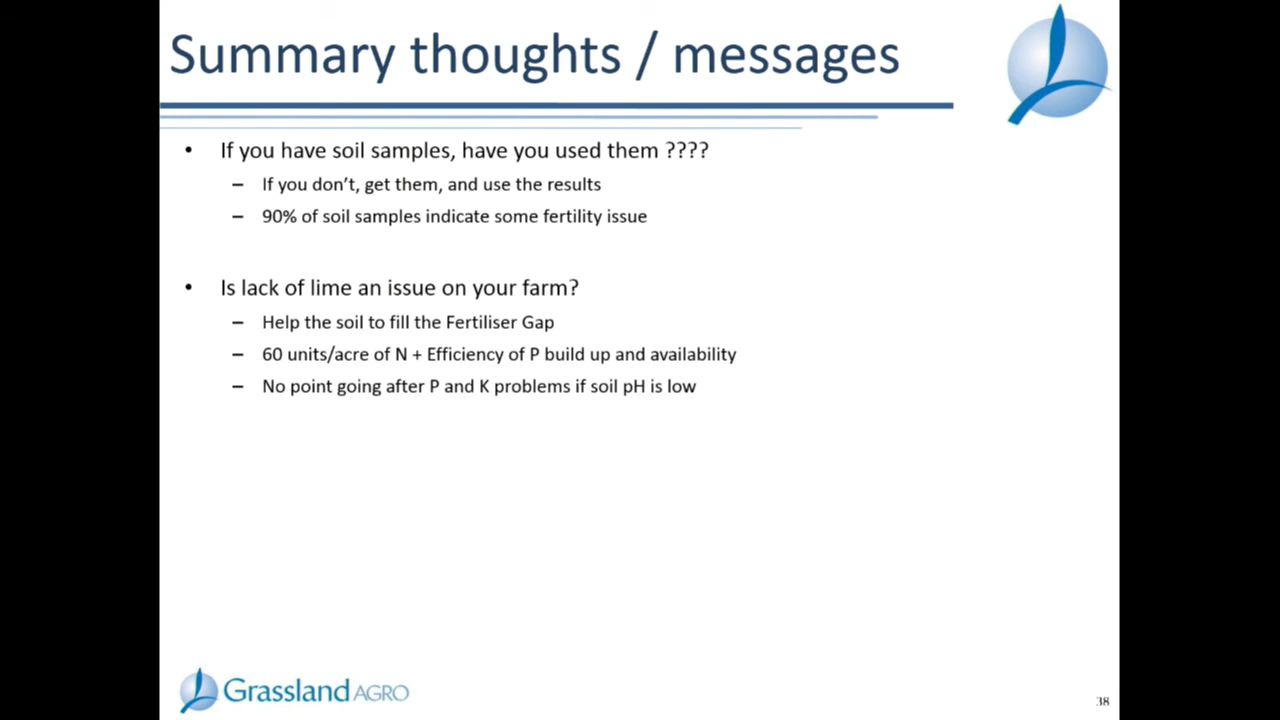 Summary thoughts / messages
• If you have soil samples, have you used them ????
– If you don't, get them, and use the results
– 90% of soil samples indicate some fertility issue
• Is lack of lime an issue on your farm?
– Help the soil to fill the Fertiliser Gap
– 60 units/acre of N + Efficiency of P build up and availability
– No point going after P and K problems if soil pH is low
Grassland AGRO
38